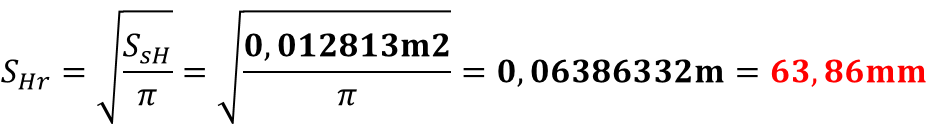 S_Hr = √(S_sH/π) = √(0,012813m2/π) = 0,06386332m = 63,86mm